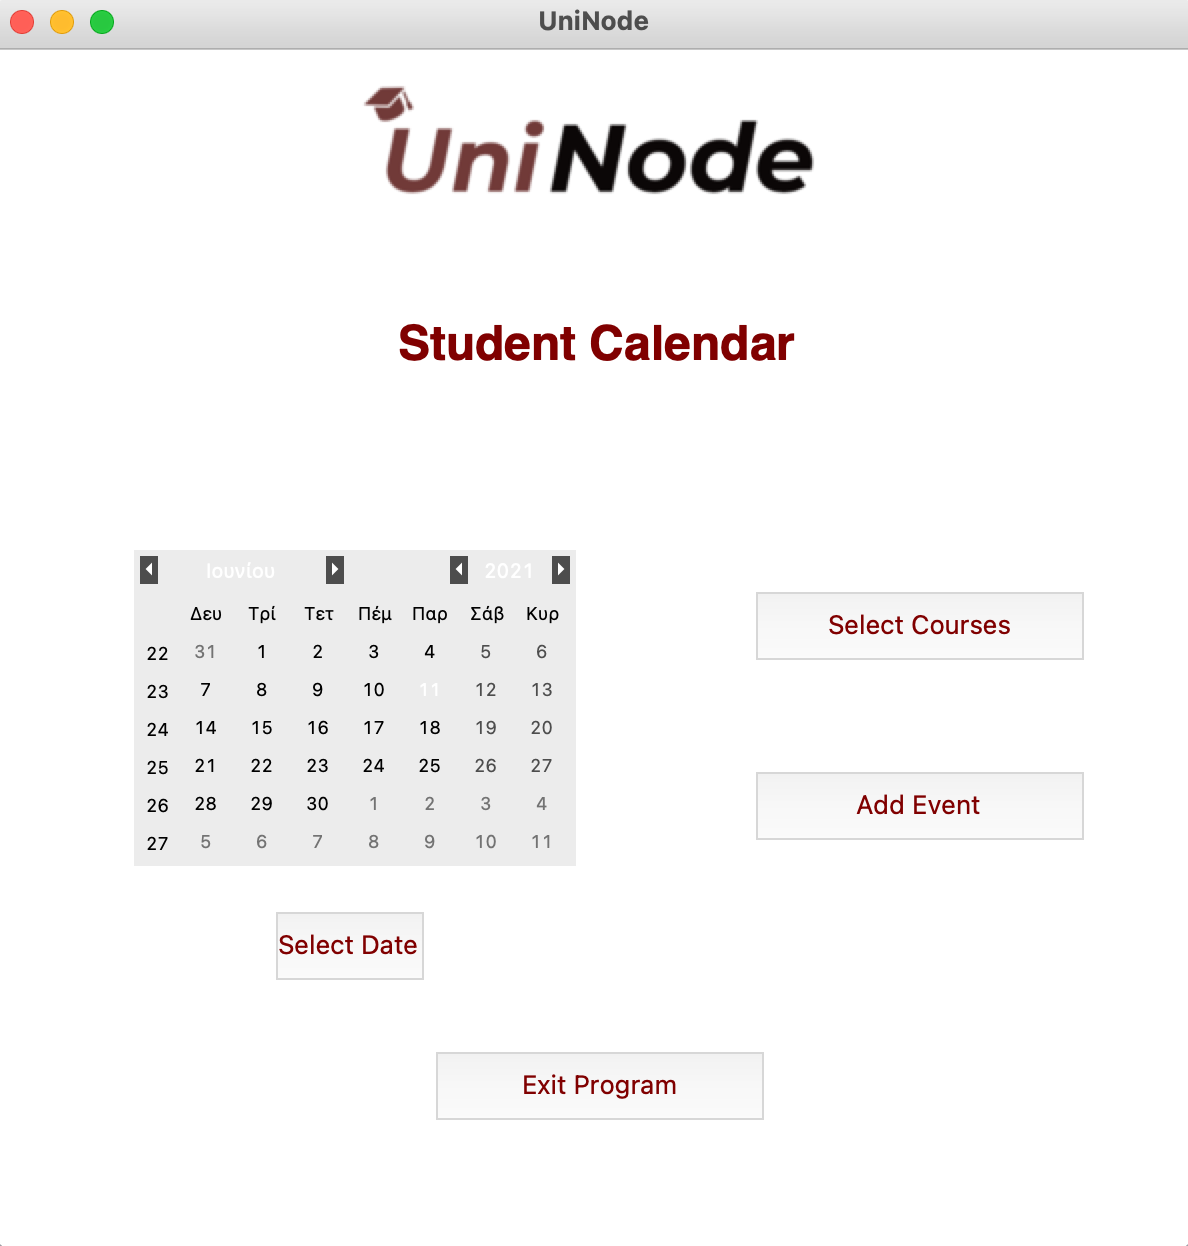 UniNode
UniNode
Student Calendar
Ιουνίου 2021
Δευ Τρί Τετ Πέμ Παρ Σάβ Κυρ
22 31 1 2 3 4 5 6
23 7 8 9 10 11 12 13
24 14 15 16 17 18 19 20
25 21 22 23 24 25 26 27
26 28 29 30 1 2 3 4
27 5 6 7 8 9 10 11
Select Courses
Add Event
Select Date
Exit Program